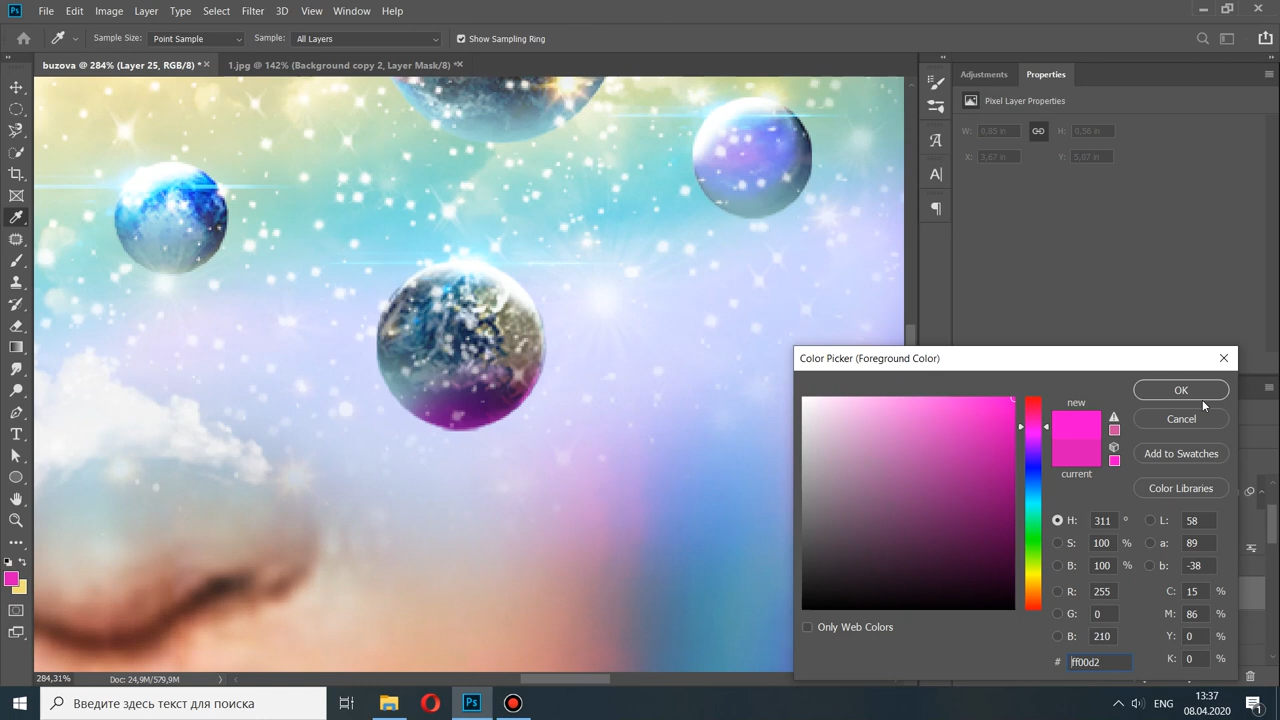 Ps File Edit Image Layer Type Select Filter 3D View Window Help
Sample Size: Point Sample Sample: All Layers Show Sampling Ring
buzova @ 284% (Layer 25, RGB/8) * × 1.jpg @ 142% (Background copy 2, Layer Mask/8) * ×
Adjustments Properties
Pixel Layer Properties
W: 0,65 in H: 0,56 in
X: 3,67 in Y: 5,07 in
Color Picker (Foreground Color)
new
OK
Cancel
current
Add to Swatches
Color Libraries
H: 311 ° L: 58
S: 100 % a: 89
B: 100 % b: -38
R: 255 C: 15 %
G: 0 M: 86 %
B: 210 Y: 0 %
K: 0 %
Only Web Colors
# ff00d2
284,31% Doc: 24,9M/579,9M
Введите здесь текст для поиска
Ps
ENG
13:37
08.04.2020
1